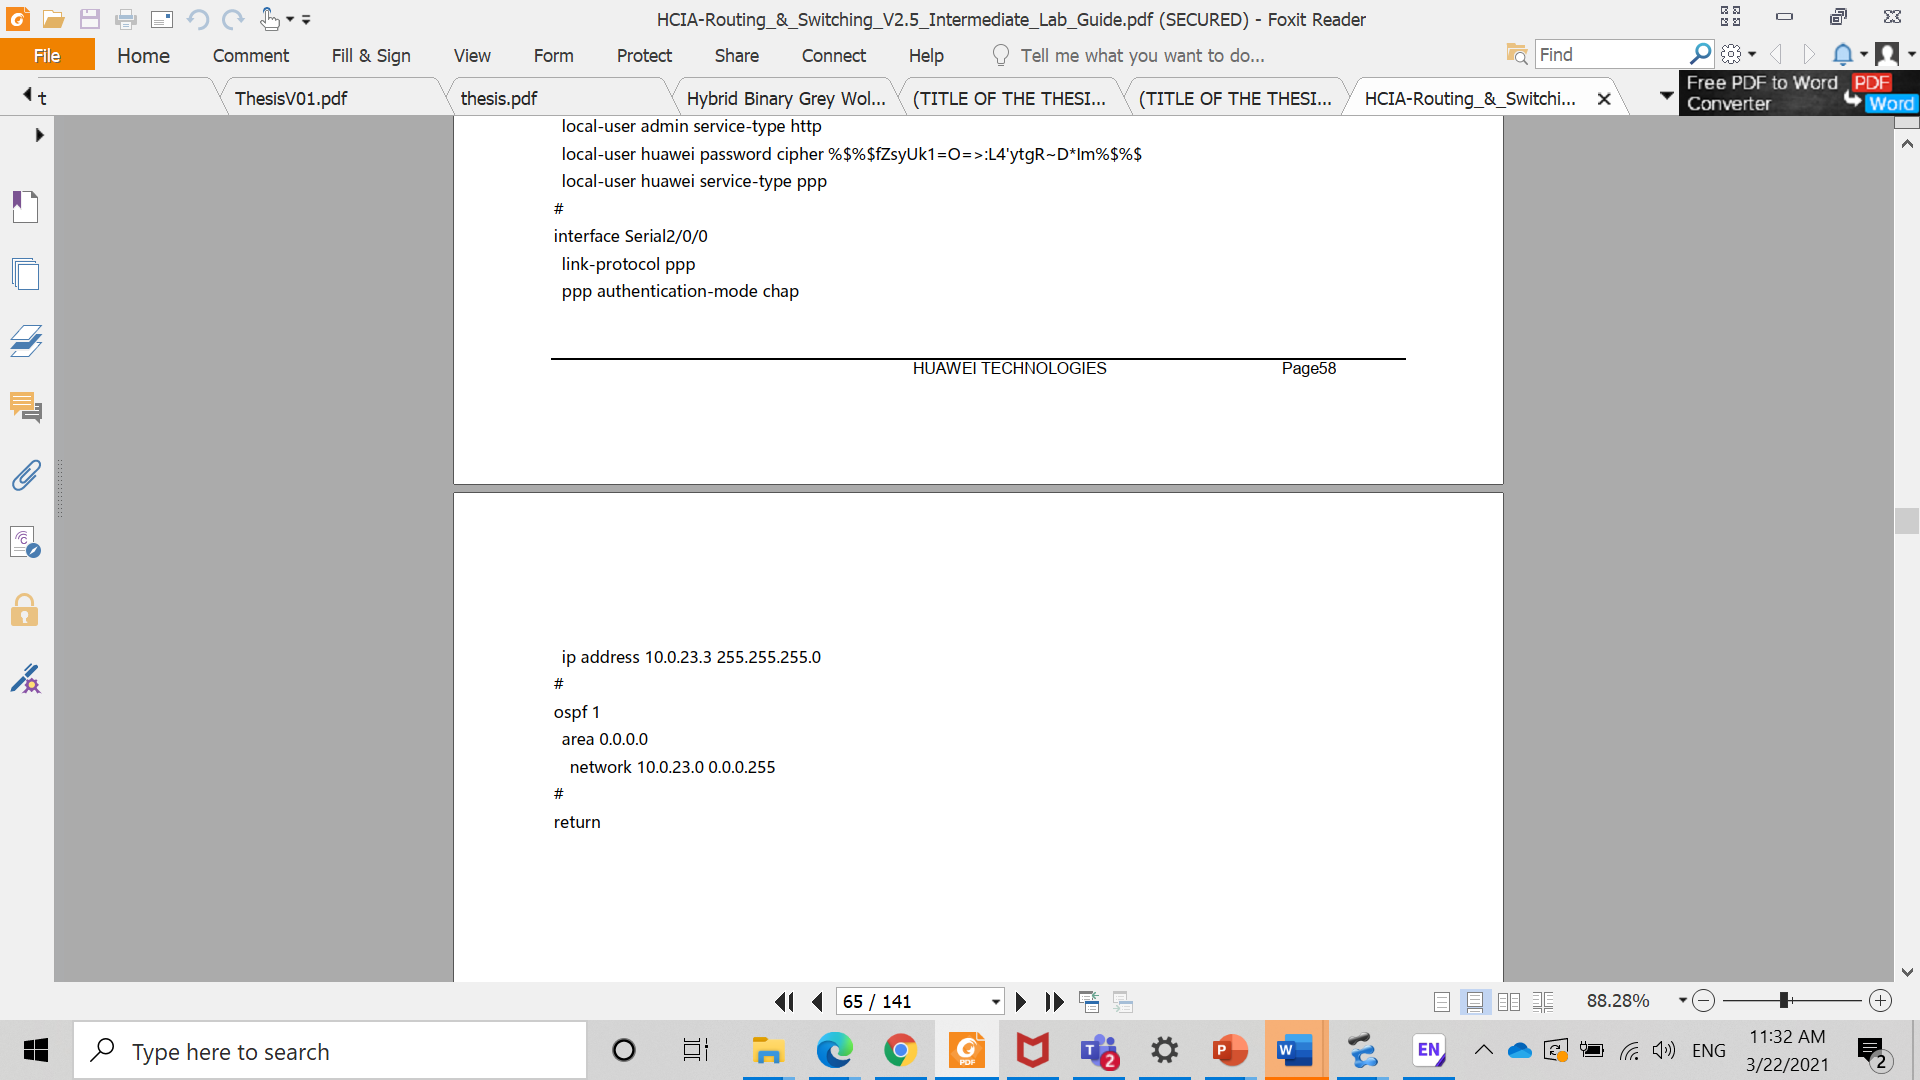 HCIA-Routing_&_Switching_V2.5_Intermediate_Lab_Guide.pdf (SECURED) - Foxit Reader
File Home Comment Fill & Sign View Form Protect Share Connect Help Tell me what you want to do... Find
t ThesisV01.pdf thesis.pdf Hybrid Binary Grey Wol... (TITLE OF THE THESI... (TITLE OF THE THESI... HCIA-Routing_&_Switchi...
Free PDF to Word PDF
Converter Word
local-user admin service-type http
local-user huawei password cipher %$%$fZsyUk1=O=>:L4'ytgR~D*Im%$%$
local-user huawei service-type ppp
#
interface Serial2/0/0
link-protocol ppp
ppp authentication-mode chap
HUAWEI TECHNOLOGIES Page58
ip address 10.0.23.3 255.255.255.0
#
ospf 1
area 0.0.0.0
network 10.0.23.0 0.0.0.255
#
return
65 / 141 88.28%
Type here to search PDF T 2 P W EN ENG
11:32 AM
3/22/2021
2